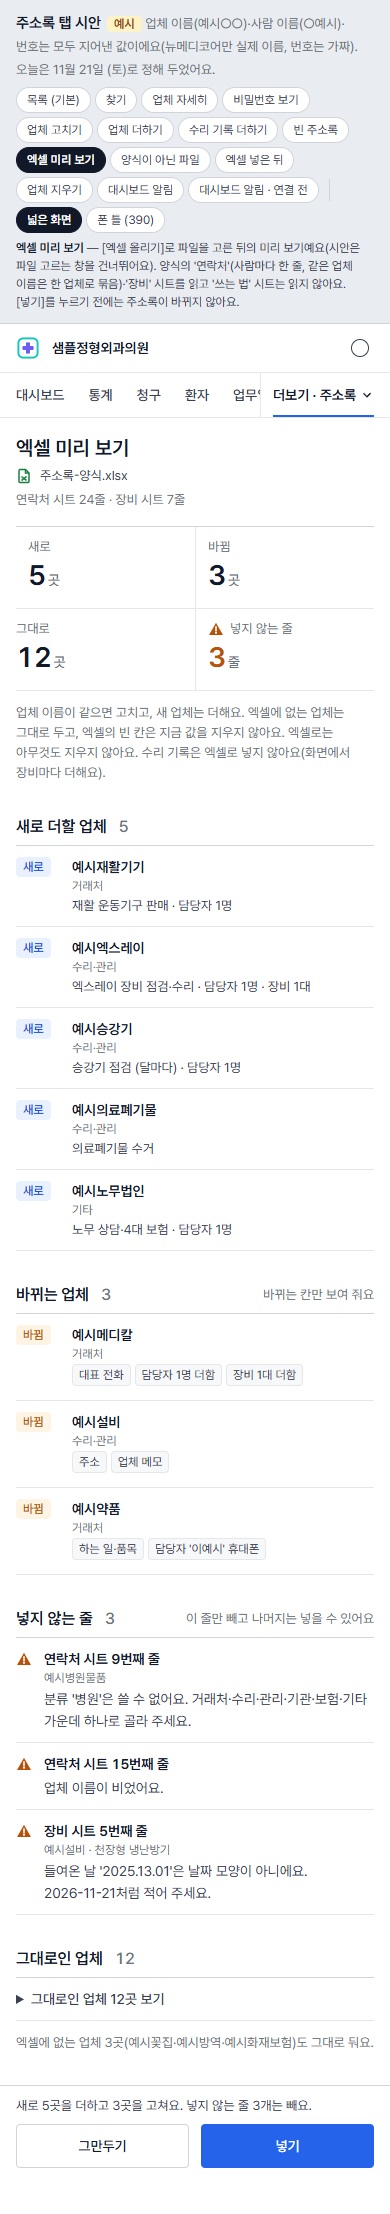 주소록 탭 시안 예시 업체 이름(예시○○)·사람 이름(○예시)·
번호는 모두 지어낸 값이에요(뉴메디코어만 실제 이름, 번호는 가짜).
오늘은 11월 21일 (토)로 정해 두었어요.
목록 (기본) 찾기 업체 자세히 비밀번호 보기
업체 고치기 업체 더하기 수리 기록 더하기 빈 주소록
엑셀 미리 보기 양식이 아닌 파일 엑셀 넣은 뒤
업체 지우기 대시보드 알림 대시보드 알림 · 연결 전
넓은 화면 폰 틀 (390)
엑셀 미리 보기 — [엑셀 올리기]로 파일을 고른 뒤의 미리 보기예요(시안은
파일 고르는 창을 건너뛰어요). 양식의 '연락처'(사람마다 한 줄, 같은 업체
이름은 한 업체로 묶음)·'장비' 시트를 읽고 '쓰는 법' 시트는 읽지 않아요.
[넣기]를 누르기 전에는 주소록이 바뀌지 않아요.
샘플정형외과의원
대시보드 통계 청구 환자 더보기 · 주소록
엑셀 미리 보기
주소록-양식.xlsx
연락처 시트 24줄 · 장비 시트 7줄
새로 바뀜
5곳 3곳
그대로 넣지 않는 줄
12곳 3줄
업체 이름이 같으면 고치고, 새 업체는 더해요. 엑셀에 없는 업체는
그대로 두고, 엑셀의 빈 칸은 지금 값을 지우지 않아요. 엑셀로는
아무것도 지우지 않아요. 수리 기록은 엑셀로 넣지 않아요(화면에서
장비마다 더해요).
새로 더할 업체 5
새로 예시재활기기
거래처
재활 운동기구 판매 · 담당자 1명
새로 예시엑스레이
수리·관리
엑스레이 장비 점검·수리 · 담당자 1명 · 장비 1대
새로 예시승강기
수리·관리
승강기 점검 (달마다) · 담당자 1명
새로 예시의료폐기물
수리·관리
의료폐기물 수거
새로 예시노무법인
기타
노무 상담·4대 보험 · 담당자 1명
바뀌는 업체 3 바뀌는 칸만 보여 줘요
바뀜 예시메디칼
거래처
대표 전화 담당자 1명 더함 장비 1대 더함
바뀜 예시설비
수리·관리
주소 업체 메모
바뀜 예시약품
거래처
하는 일·품목 담당자 '이예시' 휴대폰
넣지 않는 줄 3 이 줄만 빼고 나머지는 넣을 수 있어요
연락처 시트 9번째 줄
예시병원물품
분류 '병원'은 쓸 수 없어요. 거래처·수리·관리·기관·보험·기타
가운데 하나로 골라 주세요.
연락처 시트 15번째 줄
업체 이름이 비었어요.
장비 시트 5번째 줄
예시설비 · 천장형 냉난방기
들여온 날 '2025.13.01'은 날짜 모양이 아니에요.
2026-11-21처럼 적어 주세요.
그대로인 업체 12
그대로인 업체 12곳 보기
엑셀에 없는 업체 3곳(예시꽃집·예시방역·예시화재보험)도 그대로 둬요.
새로 5곳을 더하고 3곳을 고쳐요. 넣지 않는 줄 3개는 빼요.
그만두기 넣기